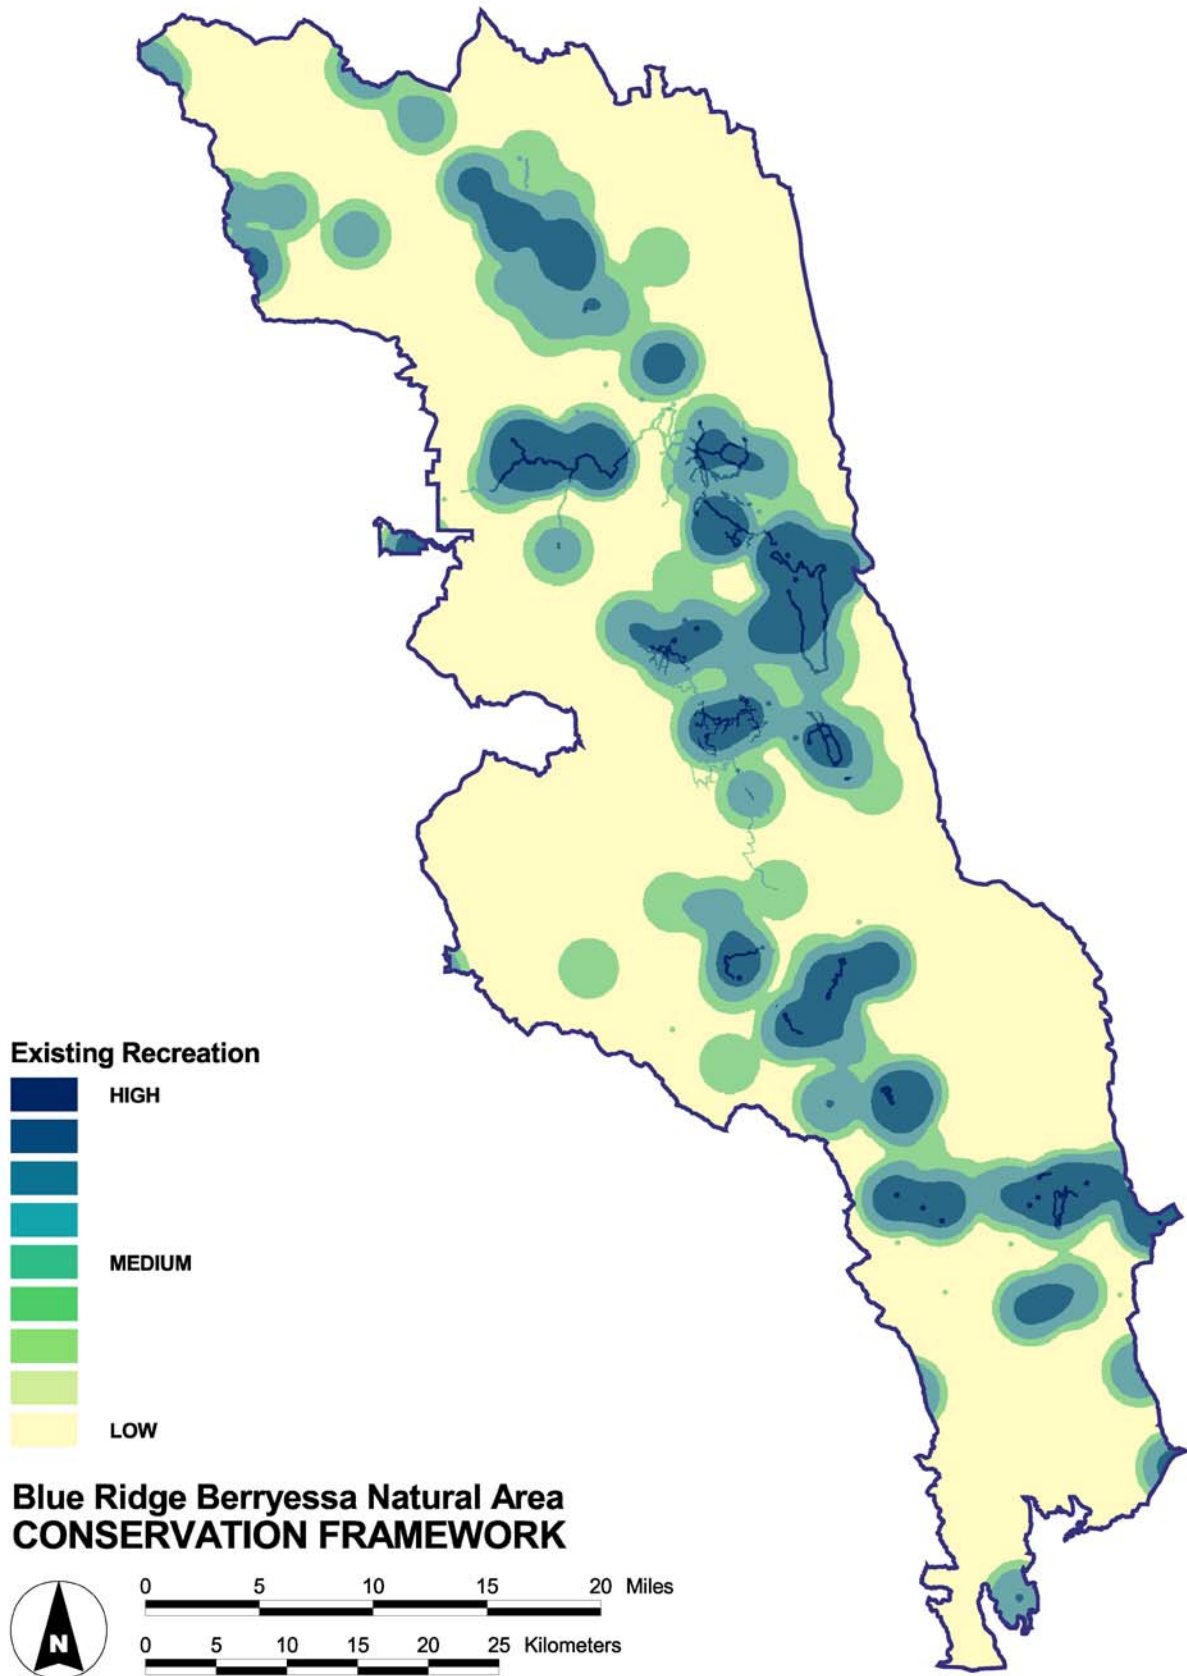 Existing Recreation
HIGH
MEDIUM
LOW
Blue Ridge Berryessa Natural Area
CONSERVATION FRAMEWORK
0 5 10 15 20 Miles
N
0 5 10 15 20 25 Kilometers